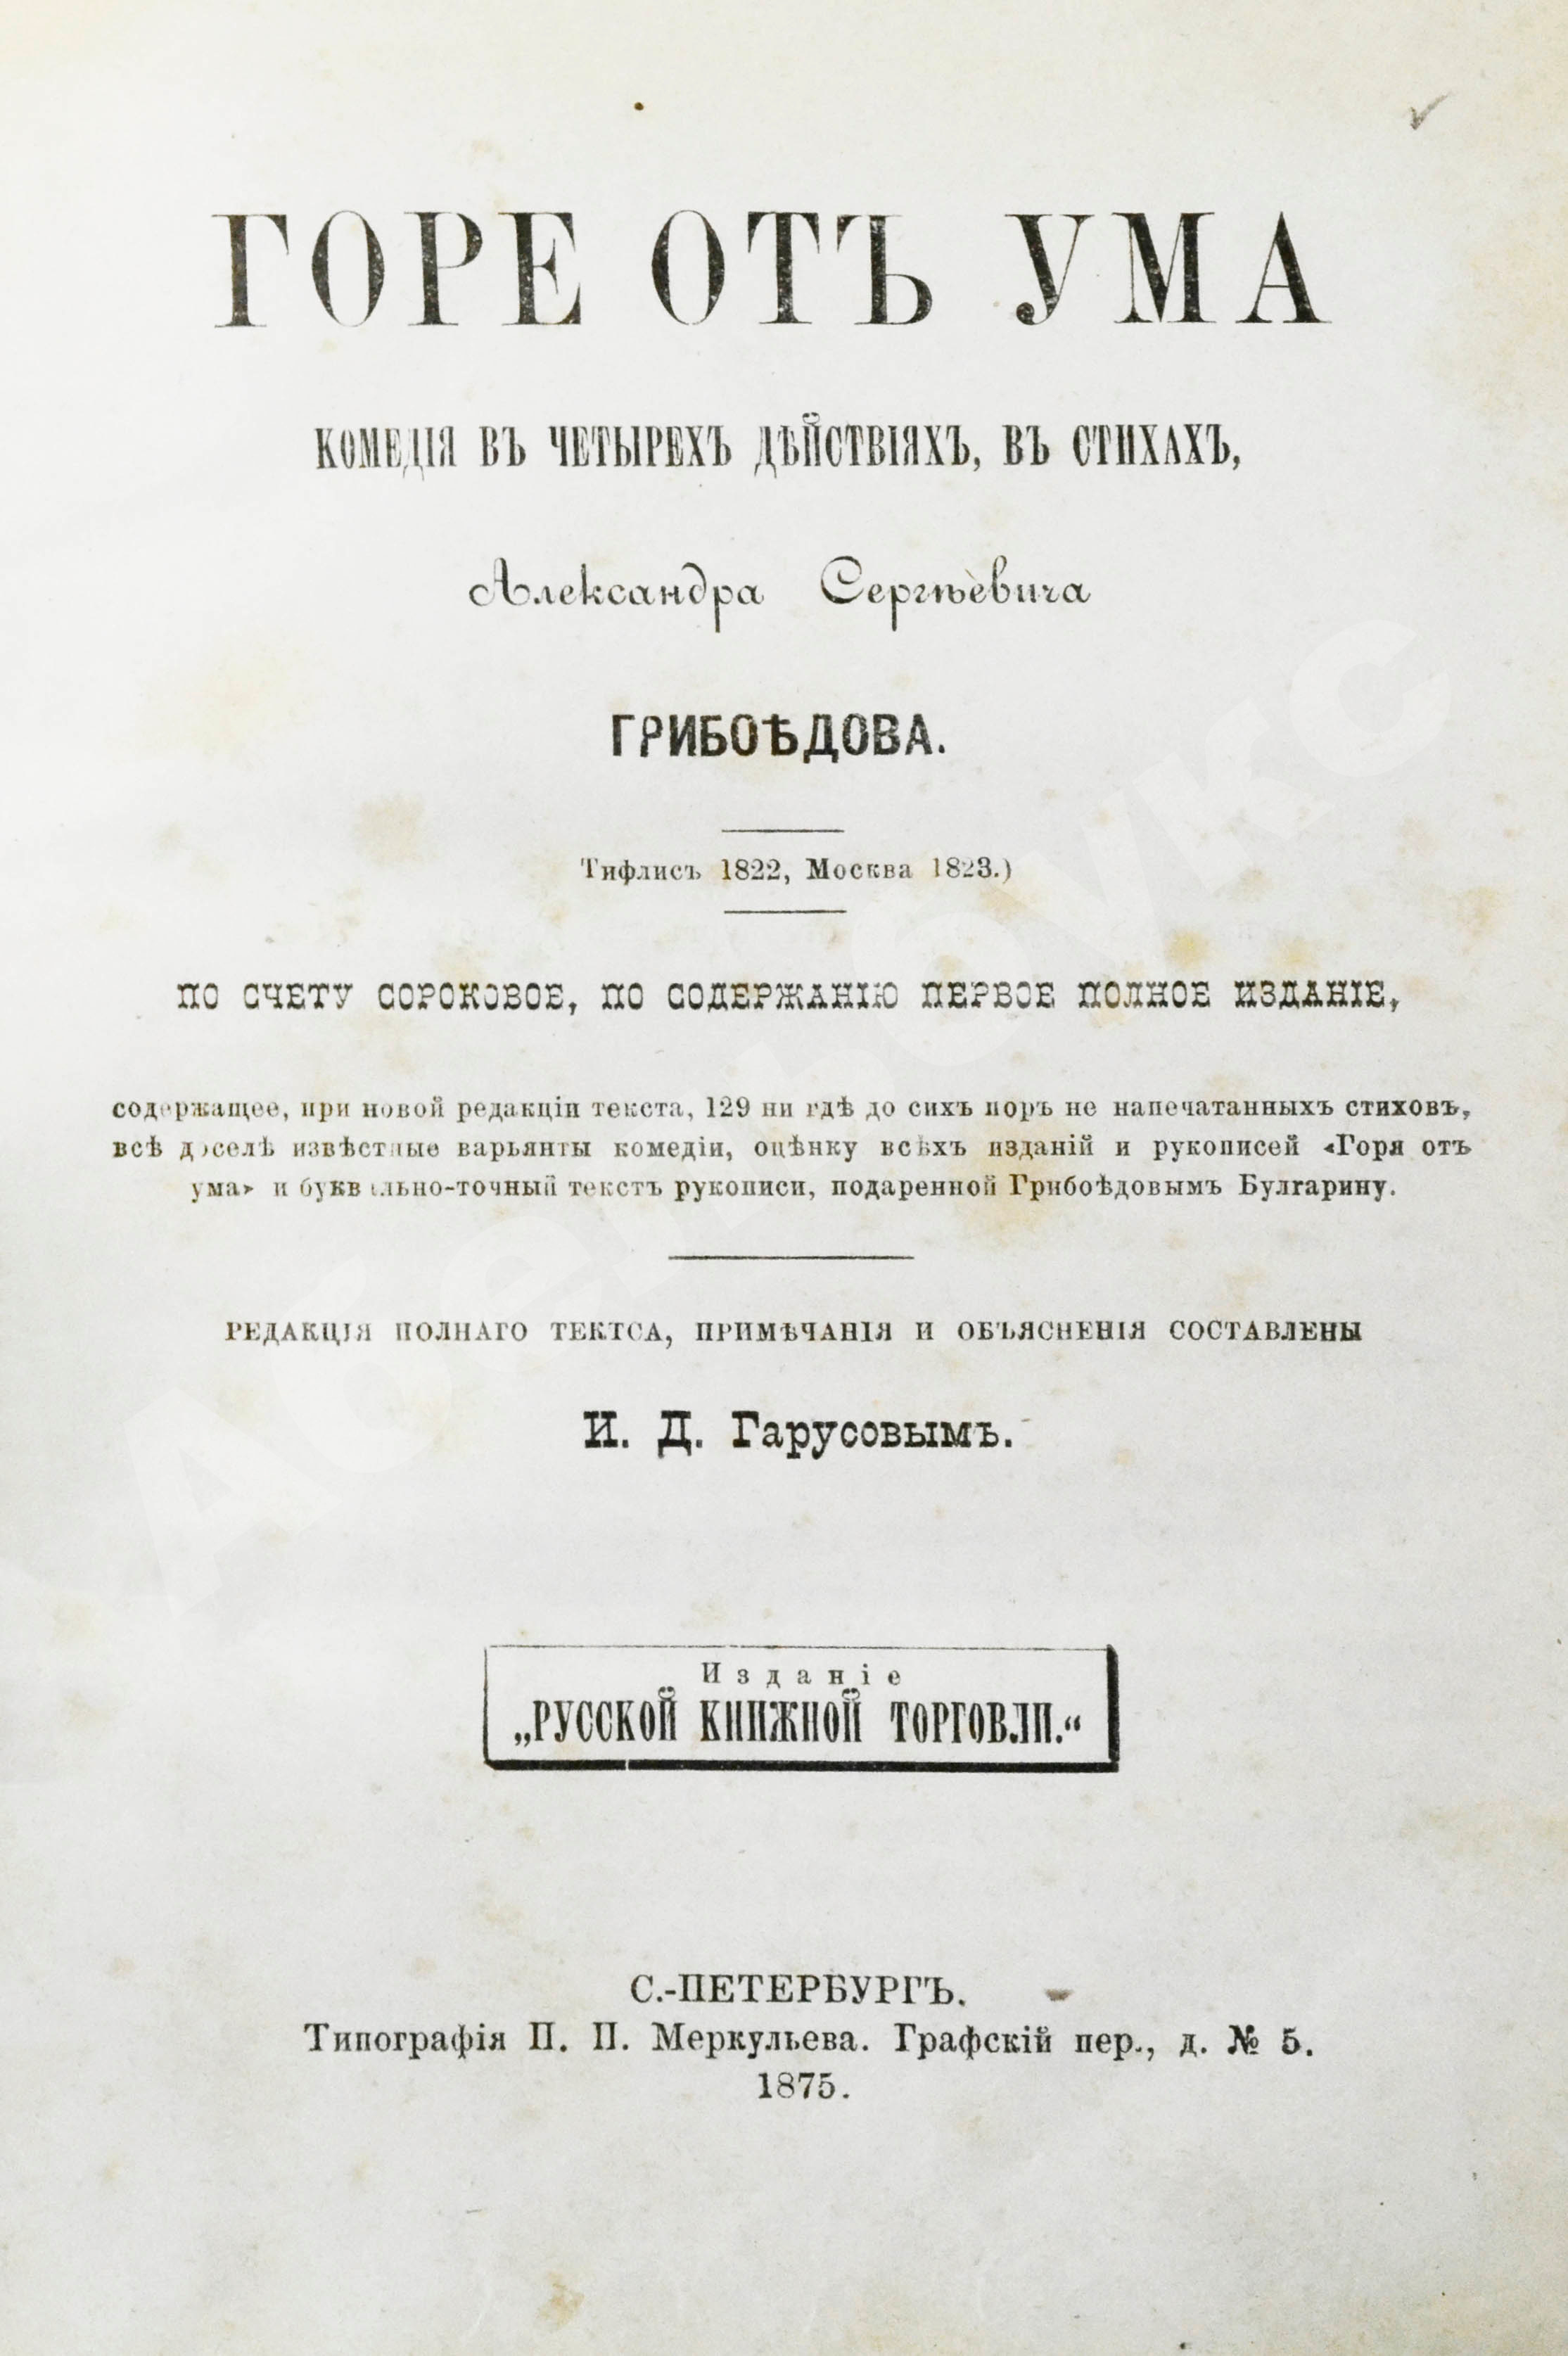 ГОРЕ ОТЪ УМА
КОМЕДІЯ ВЪ ЧЕТЫРЕХЪ ДѢЙСТВІЯХЪ, ВЪ СТИХАХЪ,
Александра Сергѣевича
ГРИБОѢДОВА.
Тифлисъ 1822, Москва 1823.)
ПО СЧЕТУ СОРОКОВОЕ, ПО СОДЕРЖАНІЮ ПЕРВОЕ ПОЛНОЕ ИЗДАНІЕ,
содержащее, при новой редакціи текста, 129 ни гдѣ до сихъ поръ не напечатанныхъ стиховъ,
всѣ доселѣ извѣстные варьянты комедіи, оцѣнку всѣхъ изданій и рукописей «Горя отъ
ума» и буквально-точный текстъ рукописи, подаренной Грибоѣдовымъ Булгарину.
РЕДАКЦІЯ ПОЛНАГО ТЕКТСА, ПРИМѢЧАНІЯ И ОБЪЯСНЕНІЯ СОСТАВЛЕНЫ
И. Д. Гарусовымъ.
Изданіе
„РУССКОЙ КНИЖНОЙ ТОРГОВЛИ.“
С.-ПЕТЕРБУРГЪ.
Типографія П. П. Меркульева. Графскій пер., д. № 5.
1875.